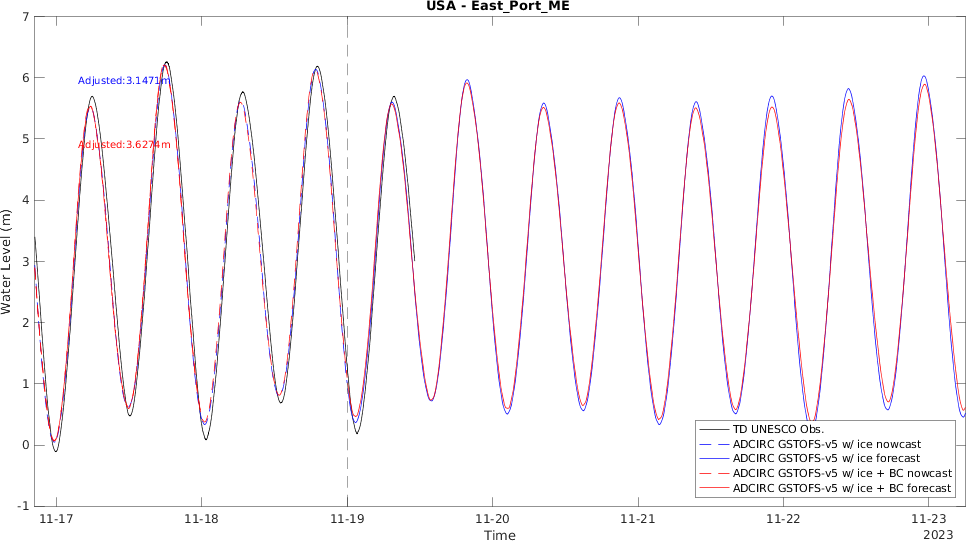 USA - East_Port_ME
7
6
5
4
3
2
1
0
-1
Water Level (m)
Adjusted:3.1471m
Adjusted:3.6274m
TD UNESCO Obs.
ADCIRC GSTOFS-v5 w/ ice nowcast
ADCIRC GSTOFS-v5 w/ ice forecast
ADCIRC GSTOFS-v5 w/ ice + BC nowcast
ADCIRC GSTOFS-v5 w/ ice + BC forecast
11-17 11-18 11-19 11-20 11-21 11-22 11-23
Time
2023